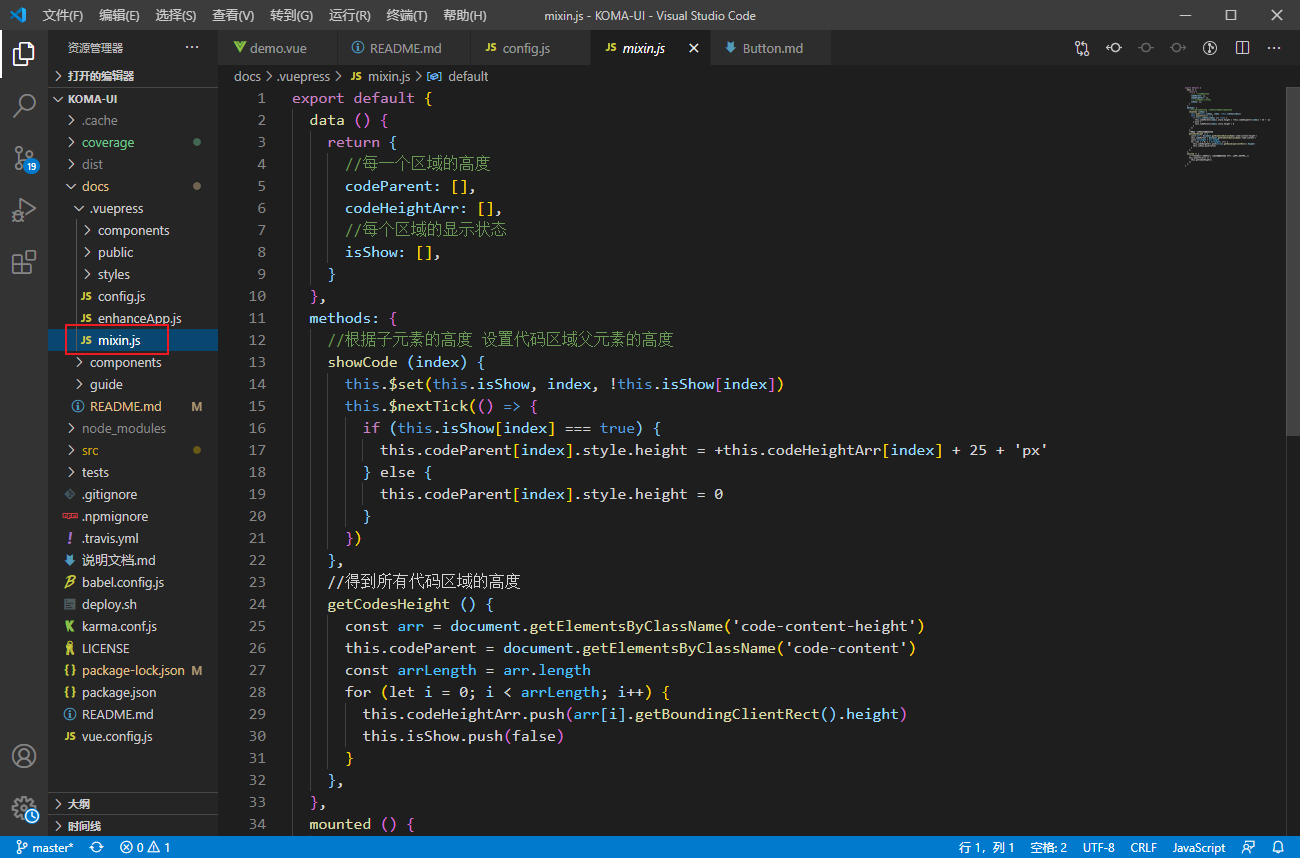 文件(F) 编辑(E) 选择(S) 查看(V) 转到(G) 运行(R) 终端(T) 帮助(H) mixin.js - KOMA-UI - Visual Studio Code
资源管理器
打开的编辑器
KOMA-UI
.cache
coverage
dist
docs
.vuepress
components
public
styles
JS config.js
JS enhanceApp.js
JS mixin.js
components
guide
README.md M
node_modules
src
tests
.gitignore
.npmignore
.travis.yml
说明文档.md
babel.config.js
deploy.sh
karma.conf.js
LICENSE
package-lock.json M
package.json
README.md
JS vue.config.js
大纲
时间线
19
demo.vue README.md JS config.js JS mixin.js Button.md
docs > .vuepress > JS mixin.js > default
1 export default {
2 data () {
3 return {
4 //每一个区域的高度
5 codeParent: [],
6 codeHeightArr: [],
7 //每个区域的显示状态
8 isShow: [],
9 }
10 },
11 methods: {
12 //根据子元素的高度 设置代码区域父元素的高度
13 showCode (index) {
14 this.$set(this.isShow, index, !this.isShow[index])
15 this.$nextTick(() => {
16 if (this.isShow[index] === true) {
17 this.codeParent[index].style.height = +this.codeHeightArr[index] + 25 + 'px'
18 } else {
19 this.codeParent[index].style.height = 0
20 }
21 })
22 },
23 //得到所有代码区域的高度
24 getCodesHeight () {
25 const arr = document.getElementsByClassName('code-content-height')
26 this.codeParent = document.getElementsByClassName('code-content')
27 const arrLength = arr.length
28 for (let i = 0; i < arrLength; i++) {
29 this.codeHeightArr.push(arr[i].getBoundingClientRect().height)
30 this.isShow.push(false)
31 }
32 },
33 },
34 mounted () {
master* 0 1 行 1，列 1 空格: 2 UTF-8 CRLF JavaScript